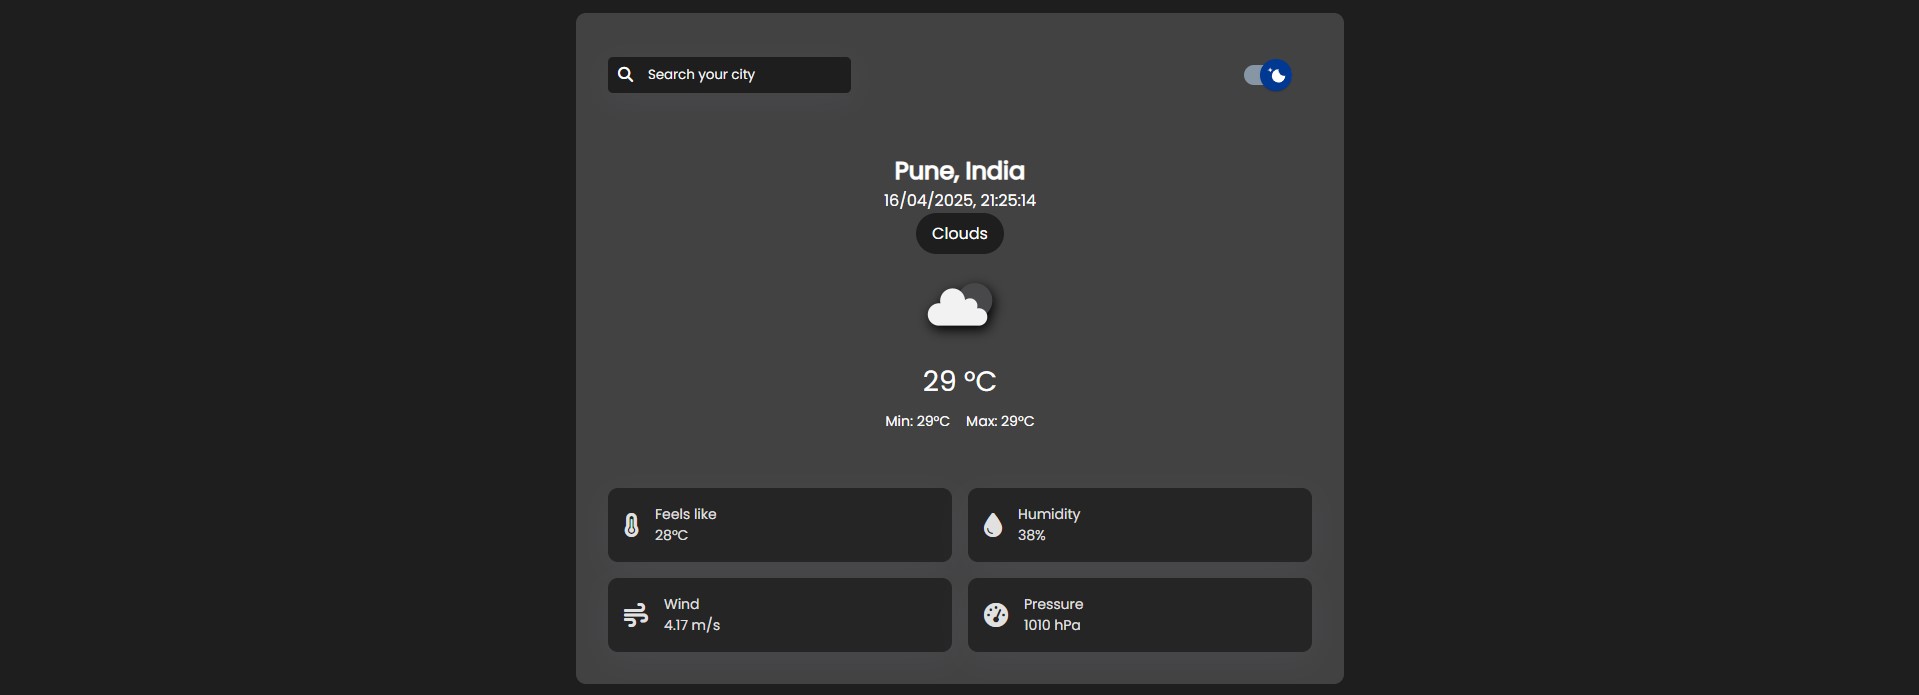 Search your city
Pune, India
16/04/2025, 21:25:14
Clouds
29 °C
Min: 29°C Max: 29°C
Feels like
28°C
Humidity
38%
Wind
4.17 m/s
Pressure
1010 hPa